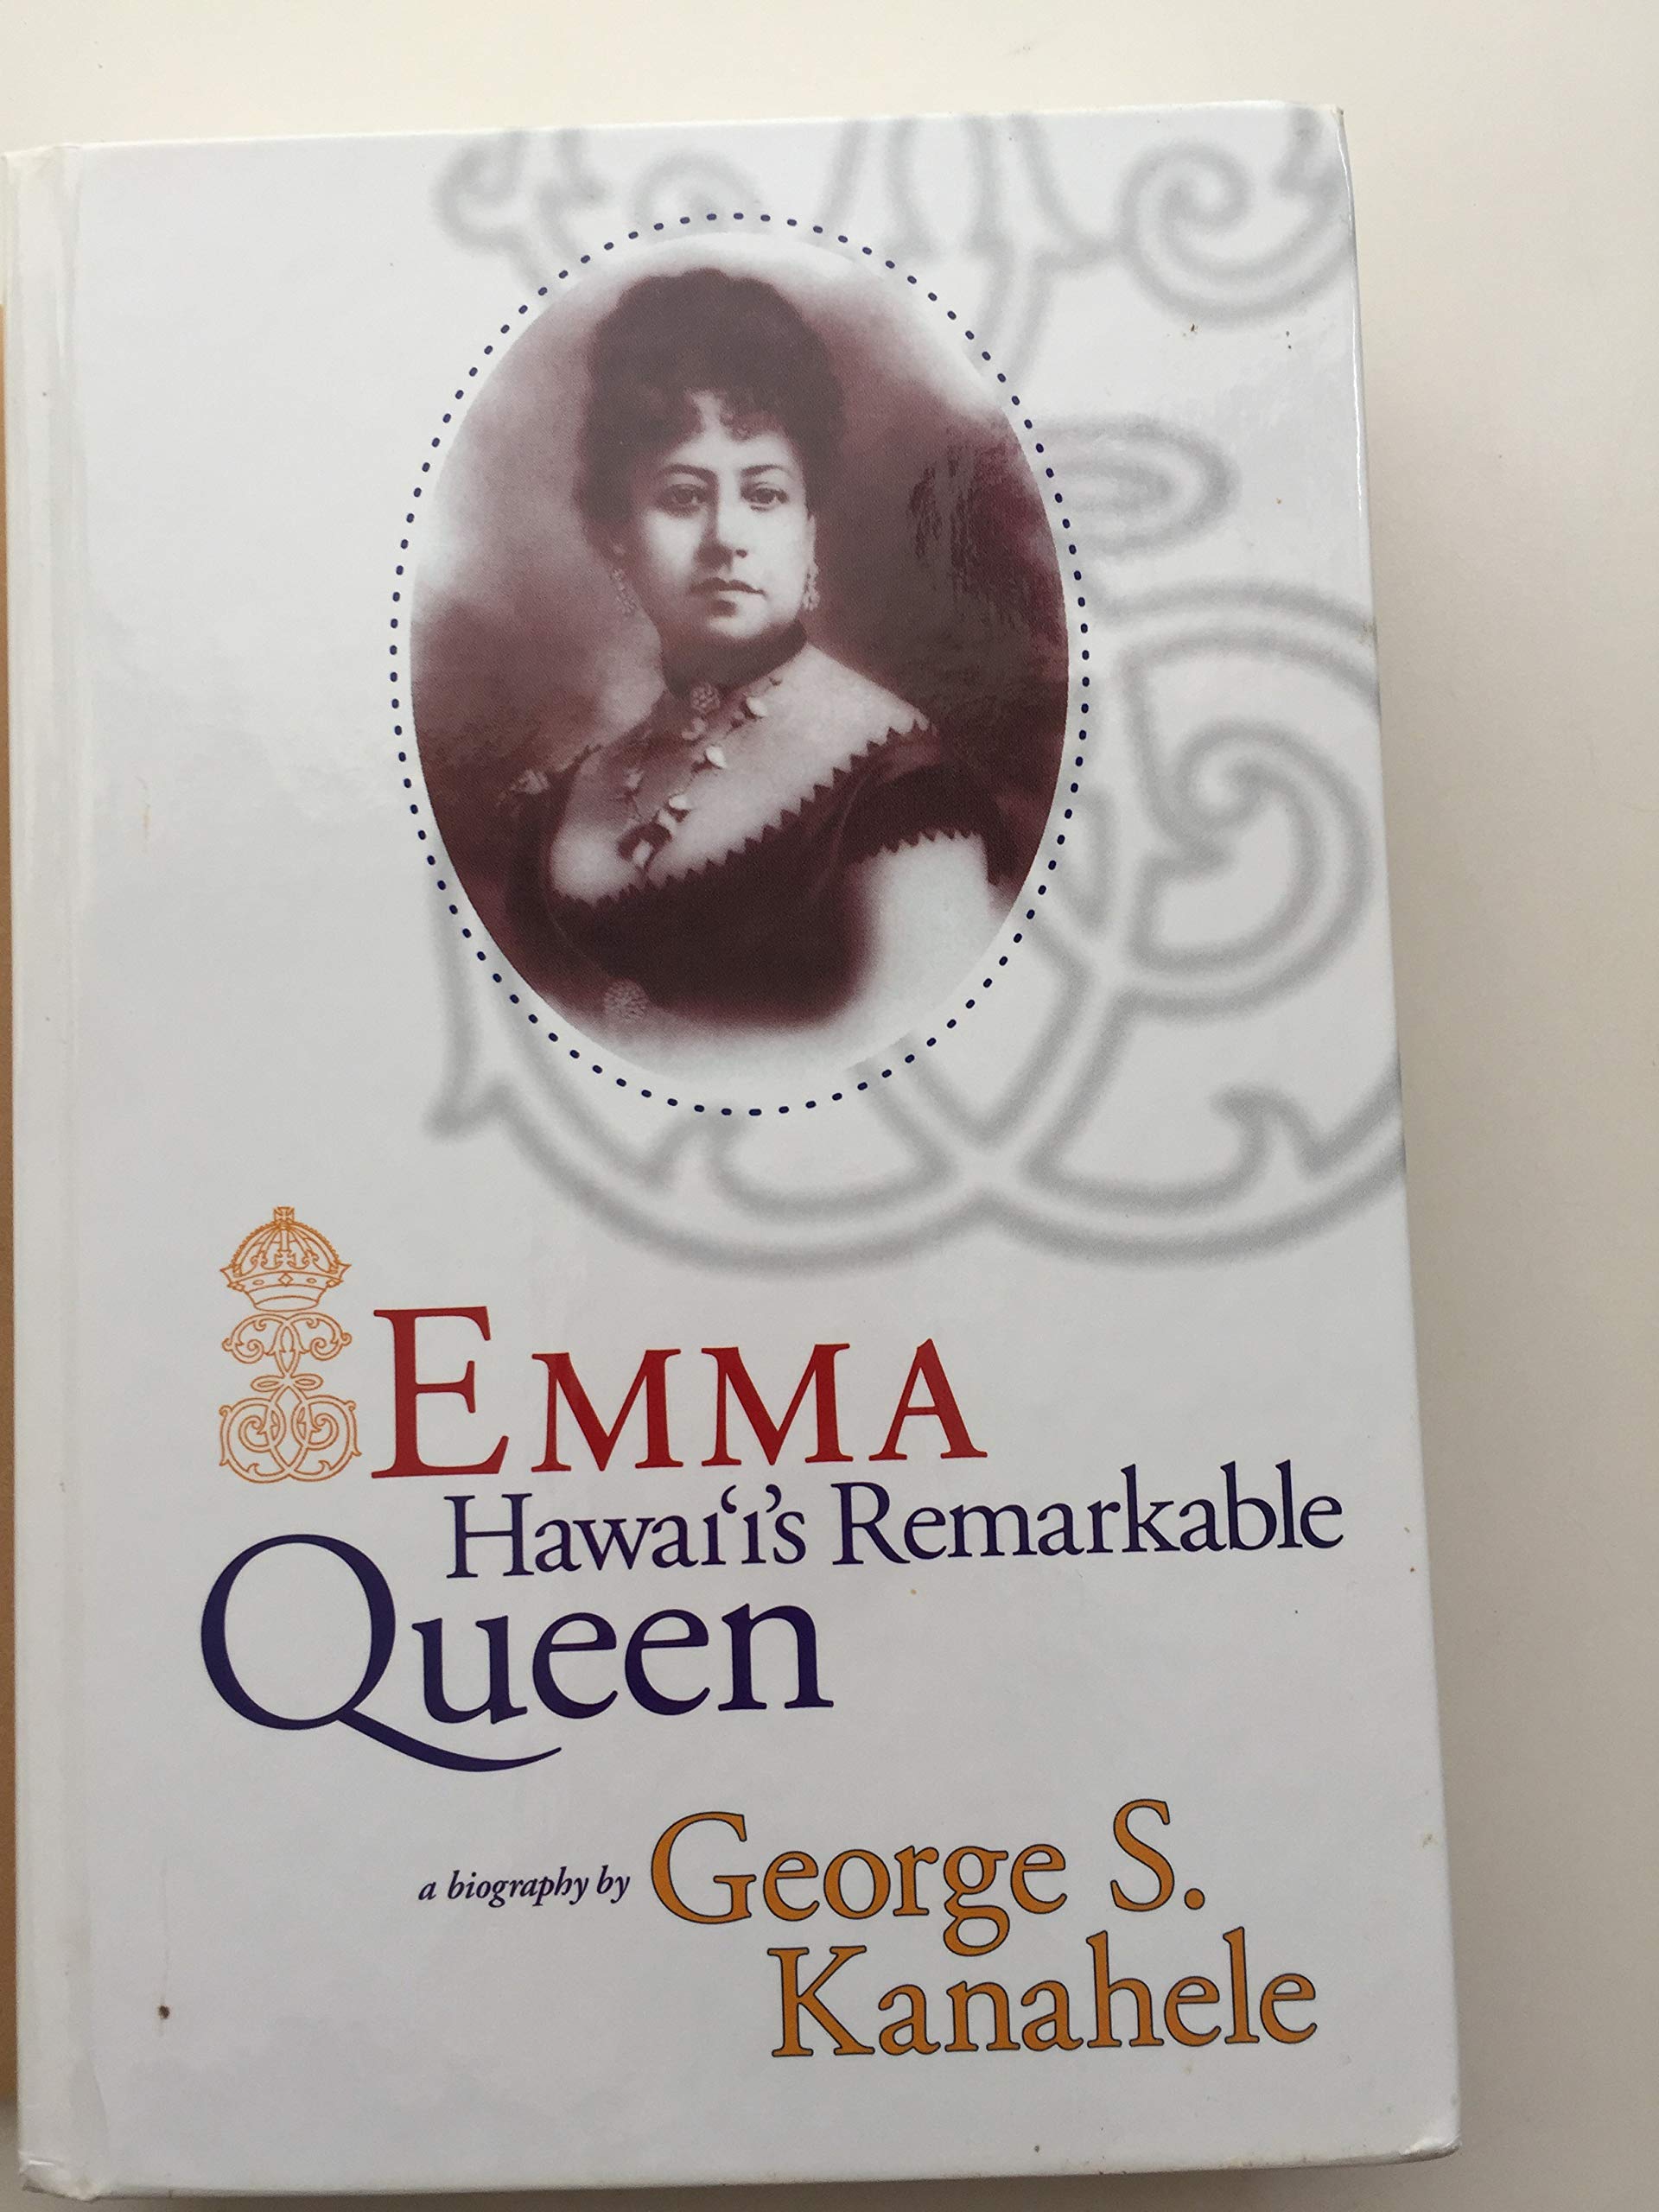 EMMA
Hawai‘i’s Remarkable
Queen
a biography by George S.
Kanahele